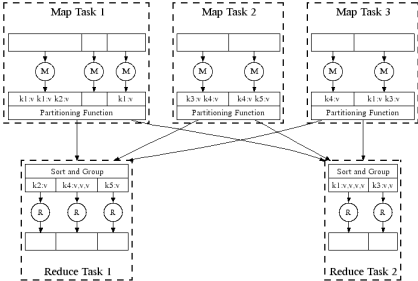 Map Task 1 Map Task 2 Map Task 3
M M M M M M M
k1:v k1:v k2:v k1:v k3:v k4:v k4:v k5:v k4:v k1:v k3:v
Partitioning Function Partitioning Function Partitioning Function
Sort and Group Sort and Group
k2:v k4:v,v,v k5:v k1:v,v,v,v k3:v,v
R R R R R
Reduce Task 1 Reduce Task 2